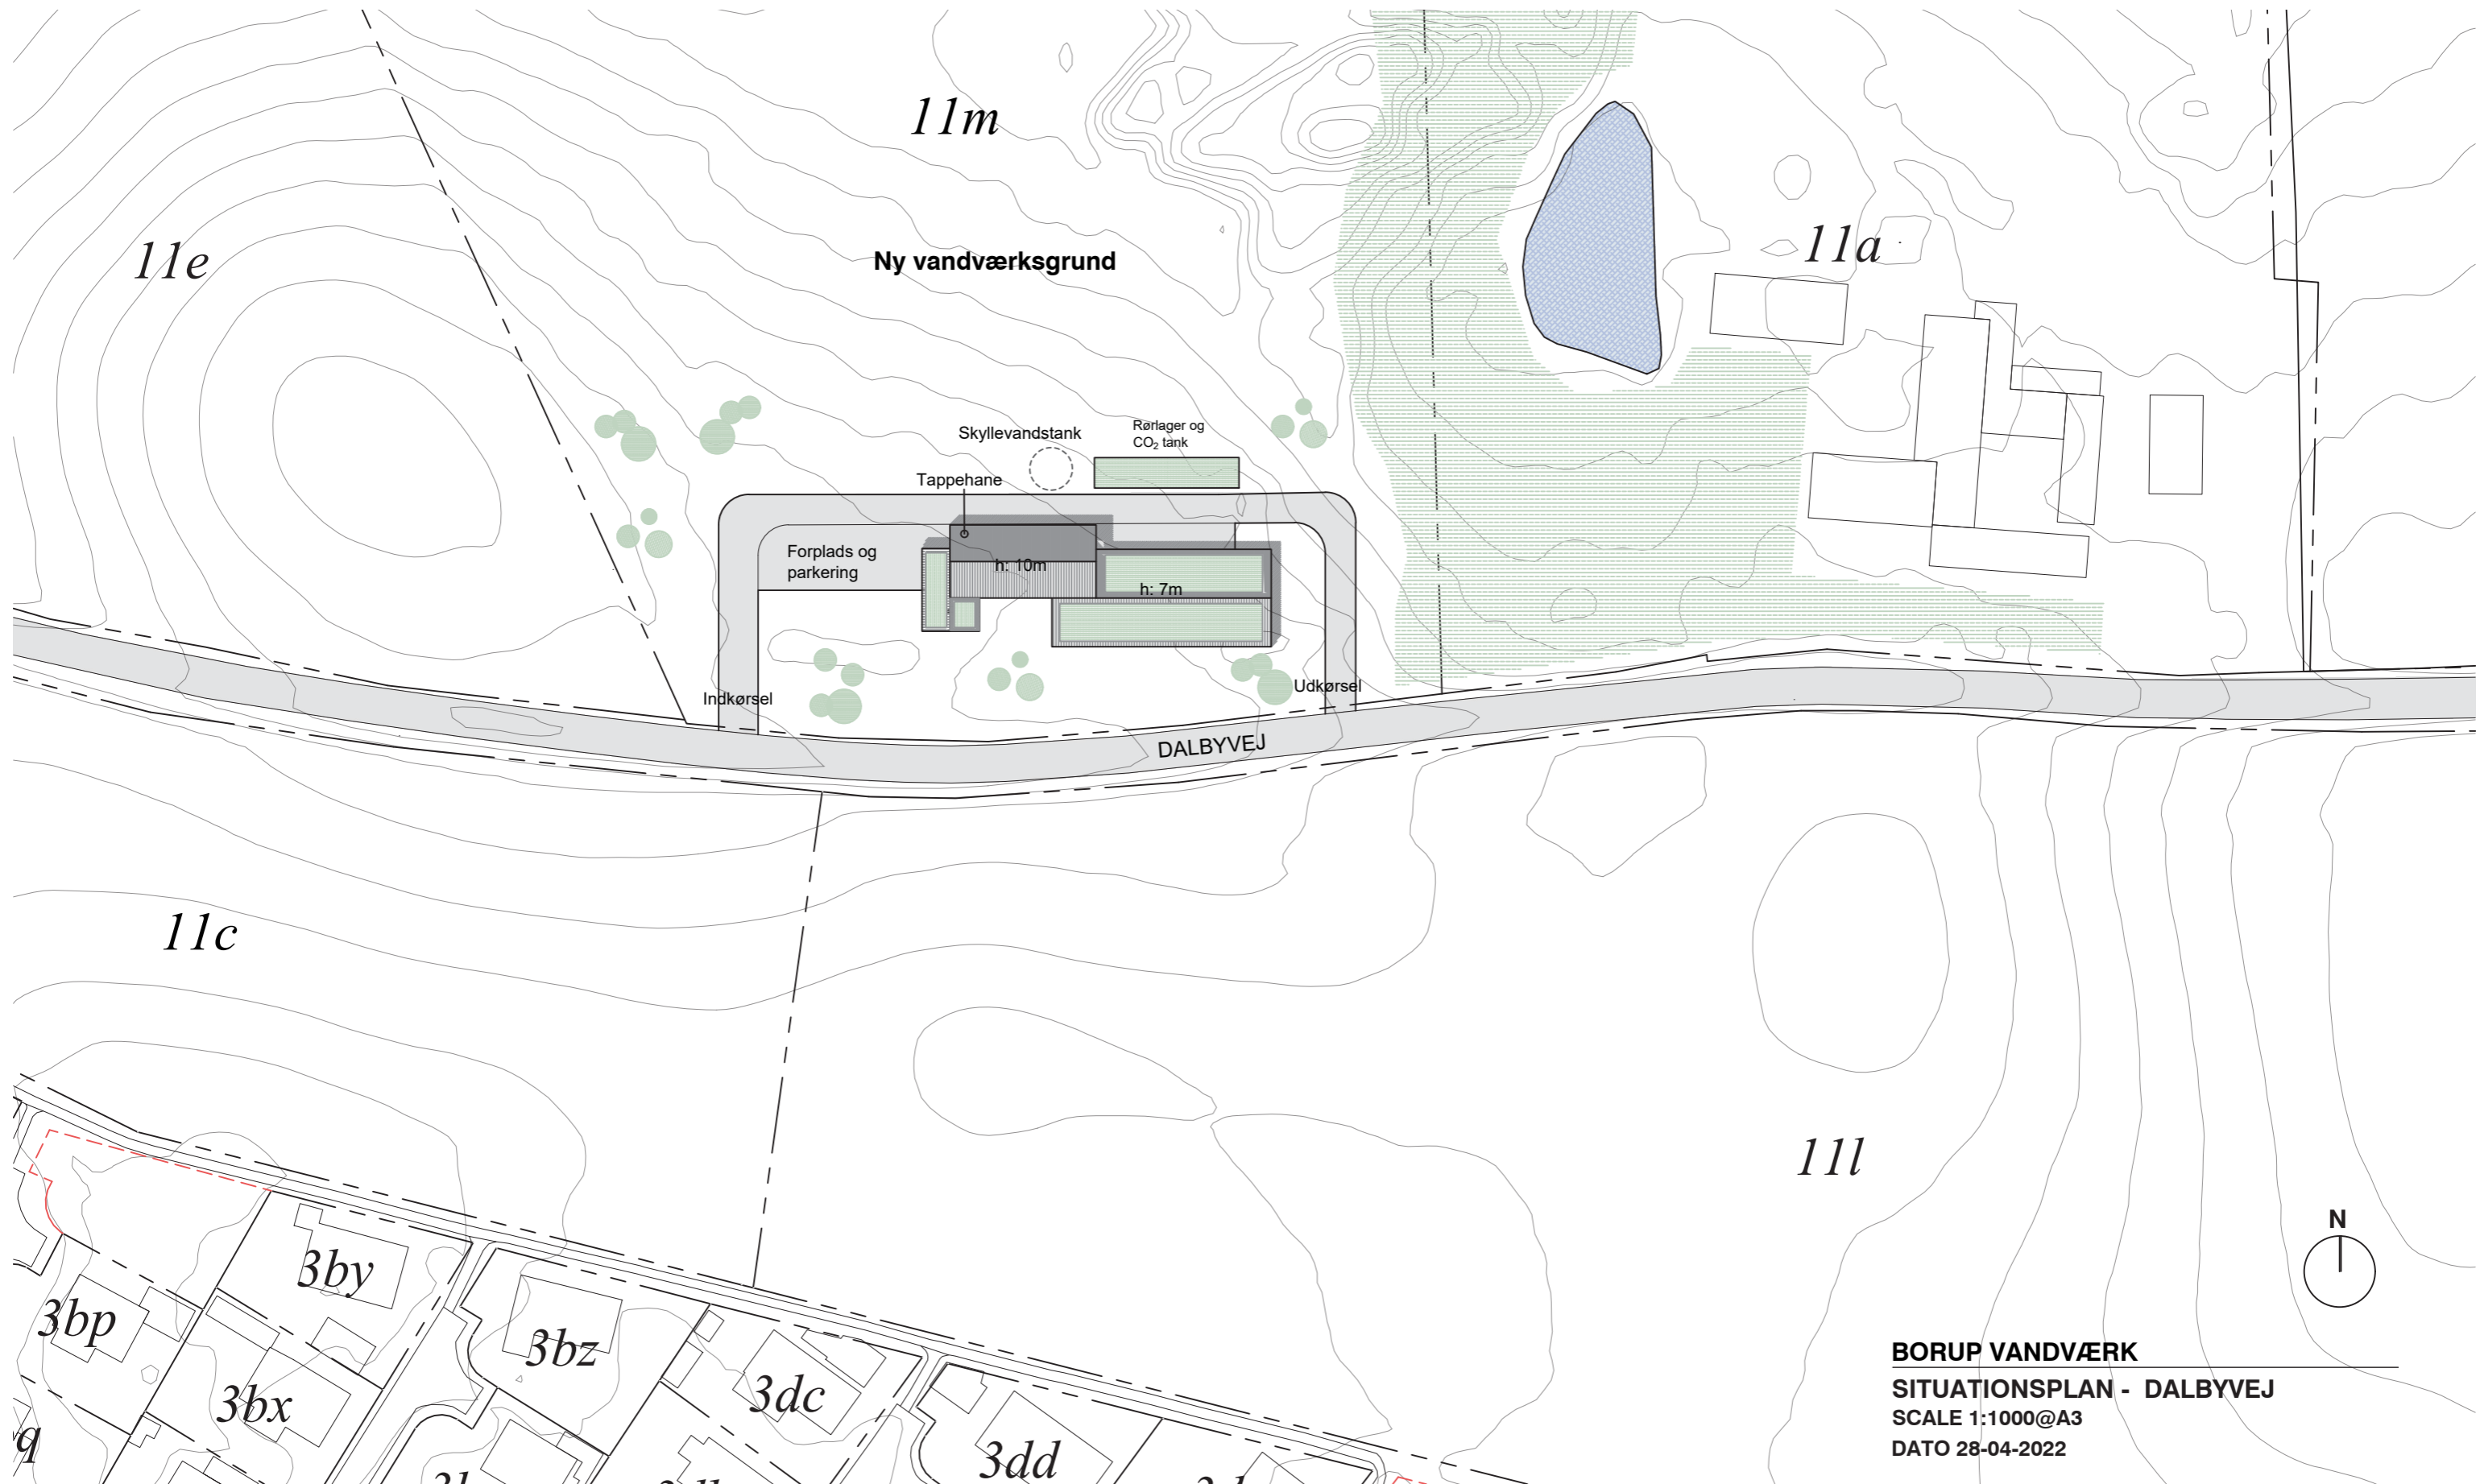 11m
11e
Ny vandværksgrund
11a
Skyllevandstank
Rørlager og
CO₂ tank
Tappehane
Forplads og
parkering
h: 10m
h: 7m
Indkørsel
Udkørsel
DALBYVEJ
11c
11l
N
3by
3bp
3bz
3bx
3dc
3dd
BORUP VANDVÆRK
SITUATIONSPLAN - DALBYVEJ
SCALE 1:1000@A3
DATO 28-04-2022